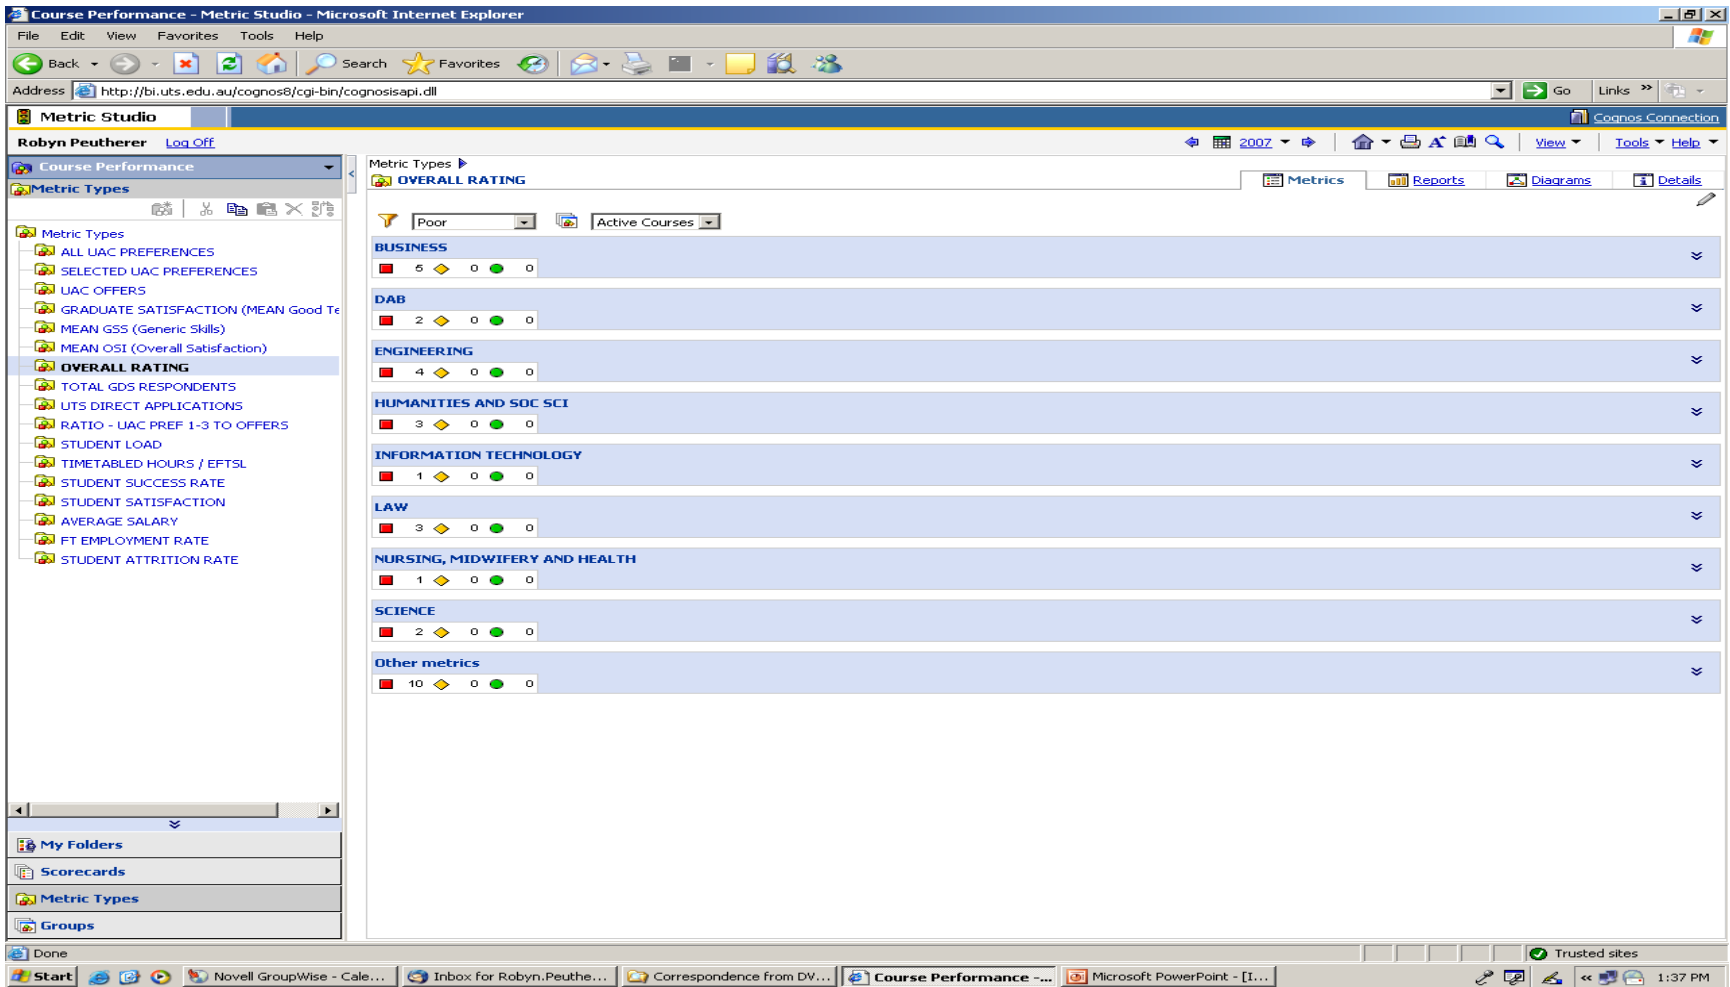 Course Performance - Metric Studio - Microsoft Internet Explorer
File Edit View Favorites Tools Help
Back Search Favorites
Address http://bi.uts.edu.au/cognos8/cgi-bin/cognosisapi.dll Go Links »
Metric Studio Cognos Connection
Robyn Peutherer Log Off 2007 View Tools Help
Course Performance
Metric Types
Metric Types
ALL UAC PREFERENCES
SELECTED UAC PREFERENCES
UAC OFFERS
GRADUATE SATISFACTION (MEAN Good Te
MEAN GSS (Generic Skills)
MEAN OSI (Overall Satisfaction)
OVERALL RATING
TOTAL GDS RESPONDENTS
UTS DIRECT APPLICATIONS
RATIO - UAC PREF 1-3 TO OFFERS
STUDENT LOAD
TIMETABLED HOURS / EFTSL
STUDENT SUCCESS RATE
STUDENT SATISFACTION
AVERAGE SALARY
FT EMPLOYMENT RATE
STUDENT ATTRITION RATE
My Folders
Scorecards
Metric Types
Groups
Metric Types
OVERALL RATING
Metrics Reports Diagrams Details
Poor Active Courses
BUSINESS
5 0 0
DAB
2 0 0
ENGINEERING
4 0 0
HUMANITIES AND SOC SCI
3 0 0
INFORMATION TECHNOLOGY
1 0 0
LAW
3 0 0
NURSING, MIDWIFERY AND HEALTH
1 0 0
SCIENCE
2 0 0
Other metrics
10 0 0
Done Trusted sites
Start Novell GroupWise - Cale... Inbox for Robyn.Peuthe... Correspondence from DV... Course Performance -... Microsoft PowerPoint - [I... « 1:37 PM